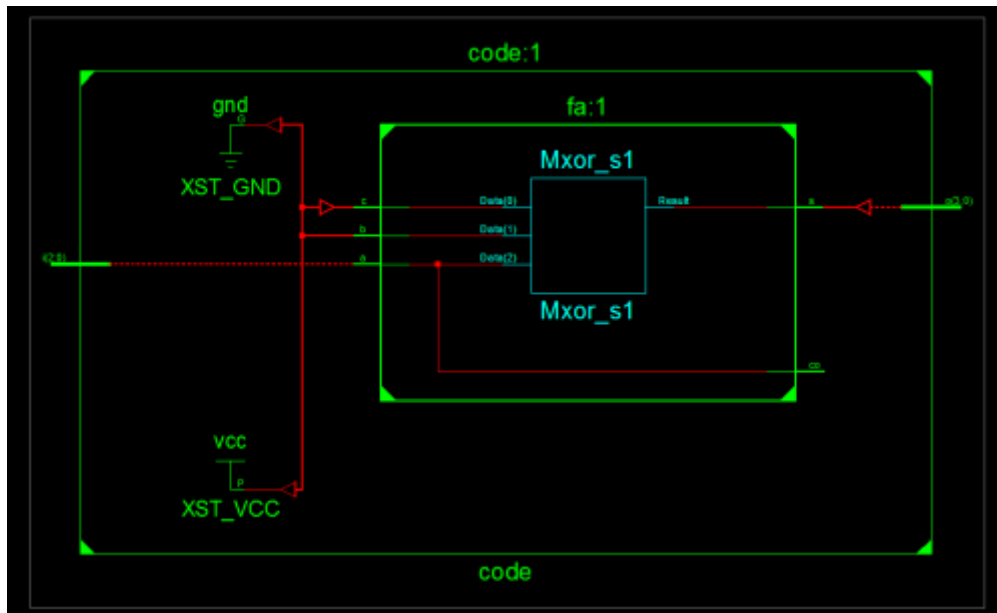 code:1
gnd
G
XST_GND
fa:1
Mxor_s1
c
Data(0)
Result
s
b
Data(1)
a
Data(2)
Mxor_s1
co
vcc
P
XST_VCC
code